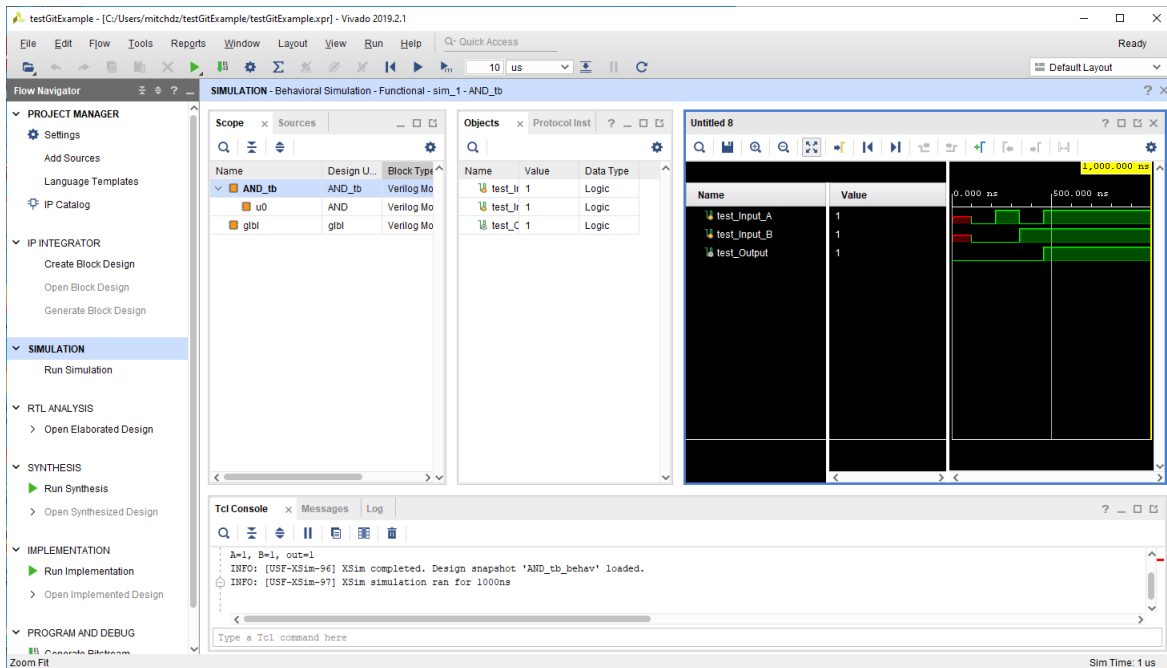 testGitExample - [C:/Users/mitchdz/testGitExample/testGitExample.xpr] - Vivado 2019.2.1
File Edit Flow Tools Reports Window Layout View Run Help Quick Access Ready
10 us Default Layout
Flow Navigator
SIMULATION - Behavioral Simulation - Functional - sim_1 - AND_tb
PROJECT MANAGER
Settings
Add Sources
Language Templates
IP Catalog
IP INTEGRATOR
Create Block Design
Open Block Design
Generate Block Design
SIMULATION
Run Simulation
RTL ANALYSIS
Open Elaborated Design
SYNTHESIS
Run Synthesis
Open Synthesized Design
IMPLEMENTATION
Run Implementation
Open Implemented Design
PROGRAM AND DEBUG
Generate Bitstream
Scope Sources
Name Design U... Block Type
AND_tb AND_tb Verilog Mo
u0 AND Verilog Mo
glbl glbl Verilog Mo
Objects Protocol Inst
Name Value Data Type
test_Ir 1 Logic
test_Ir 1 Logic
test_C 1 Logic
Untitled 8
1,000.000 ns
Name Value 0.000 ns 500.000 ns
test_Input_A 1
test_Input_B 1
test_Output 1
Tcl Console Messages Log
A=1, B=1, out=1
INFO: [USF-XSim-96] XSim completed. Design snapshot 'AND_tb_behav' loaded.
INFO: [USF-XSim-97] XSim simulation ran for 1000ns
Type a Tcl command here
Zoom Fit Sim Time: 1 us